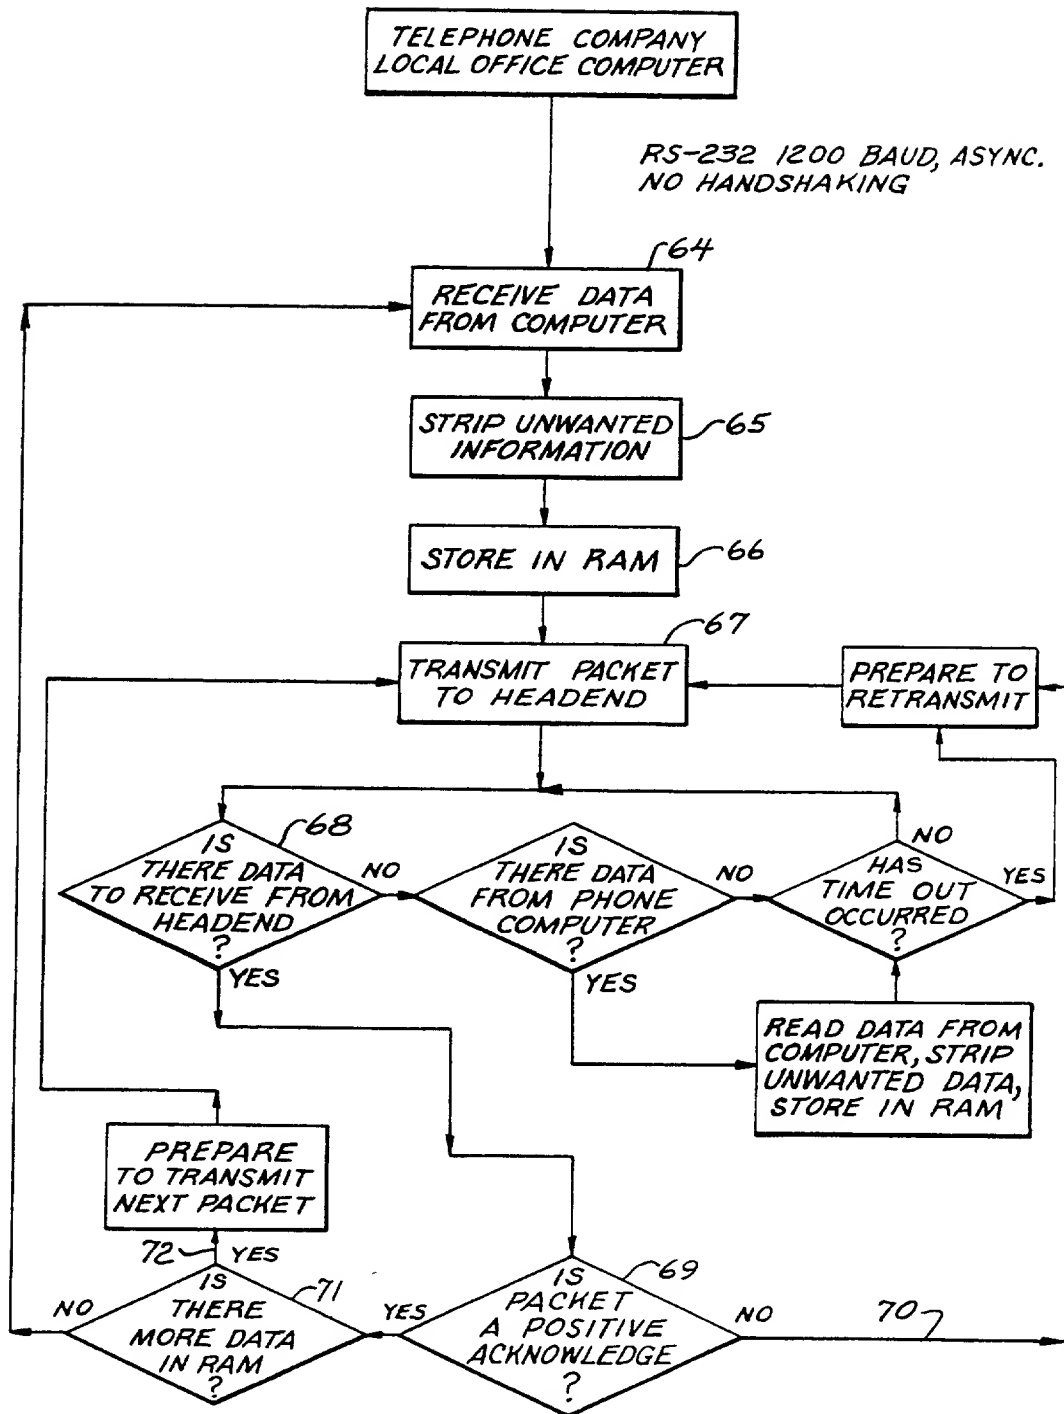 TELEPHONE COMPANY
LOCAL OFFICE COMPUTER
RS-232 1200 BAUD, ASYNC.
NO HANDSHAKING
64
RECEIVE DATA
FROM COMPUTER
STRIP UNWANTED
INFORMATION
65
STORE IN RAM
66
67
TRANSMIT PACKET
TO HEADEND
PREPARE TO
RETRANSMIT
68
IS
THERE DATA
TO RECEIVE FROM
HEADEND
?
NO
YES
IS
THERE DATA
FROM PHONE
COMPUTER
?
NO
YES
NO
HAS
TIME OUT
OCCURRED
?
YES
READ DATA FROM
COMPUTER, STRIP
UNWANTED DATA,
STORE IN RAM
PREPARE
TO TRANSMIT
NEXT PACKET
72
YES
NO
IS
THERE
MORE DATA
IN RAM
?
71
YES
IS
PACKET
A POSITIVE
ACKNOWLEDGE
?
69
NO
70